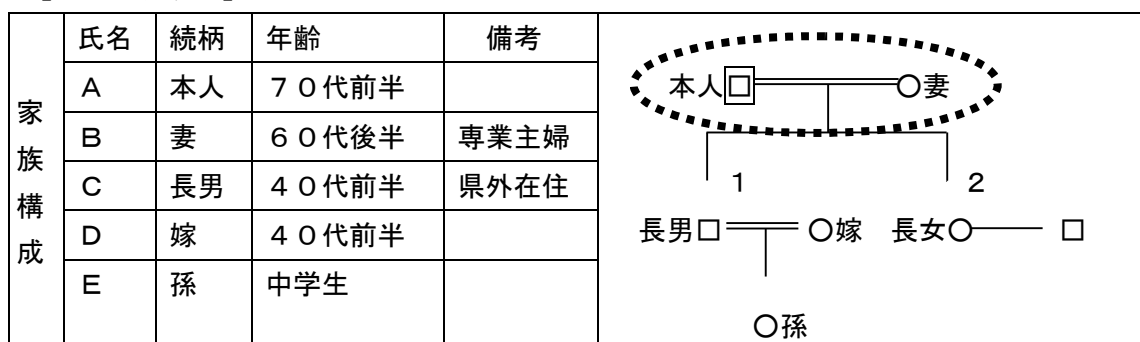 家族構成
氏名 続柄 年齢 備考
A 本人 70代前半
B 妻 60代後半 専業主婦
C 長男 40代前半 県外在住
D 嫁 40代前半
E 孫 中学生
本人 妻
1 2
長男 嫁 長女
孫